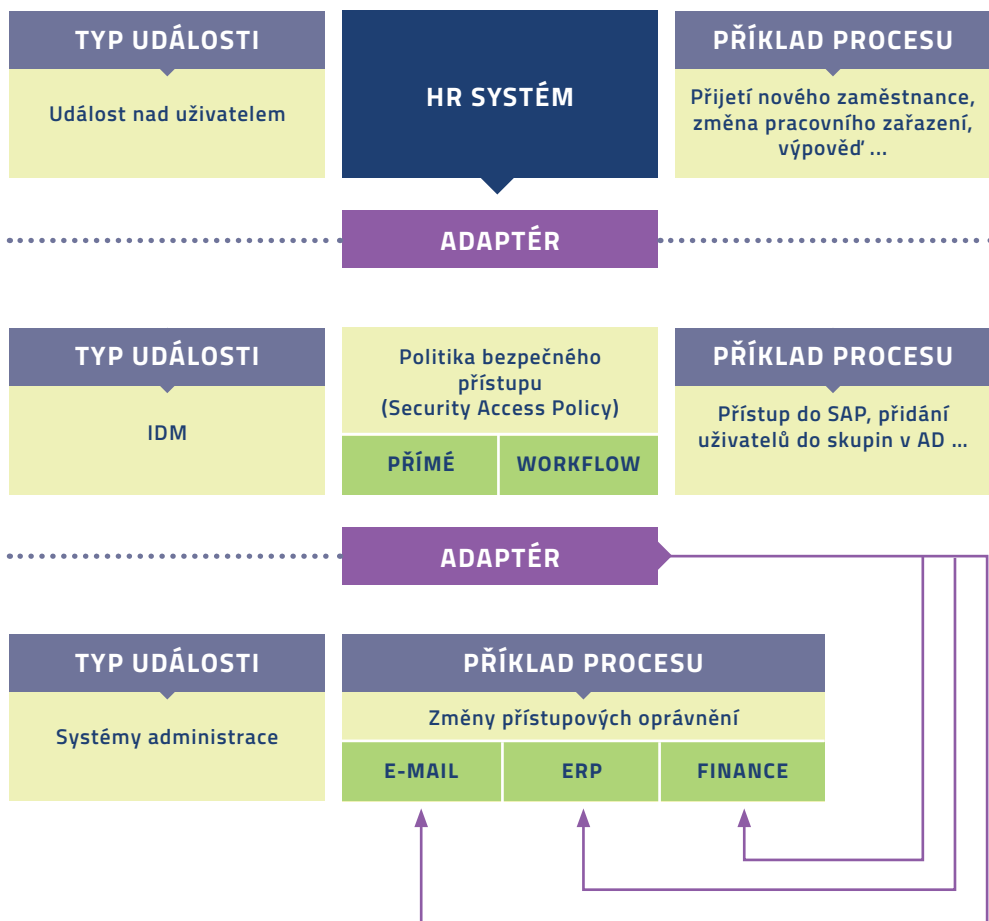 TYP UDÁLOSTI
Událost nad uživatelem
HR SYSTÉM
PŘÍKLAD PROCESU
Přijetí nového zaměstnance,
změna pracovního zařazení,
výpověď ...
ADAPTÉR
TYP UDÁLOSTI
IDM
Politika bezpečného
přístupu
(Security Access Policy)
PŘÍMÉ
WORKFLOW
PŘÍKLAD PROCESU
Přístup do SAP, přidání
uživatelů do skupin v AD ...
ADAPTÉR
TYP UDÁLOSTI
Systémy administrace
PŘÍKLAD PROCESU
Změny přístupových oprávnění
E-MAIL
ERP
FINANCE